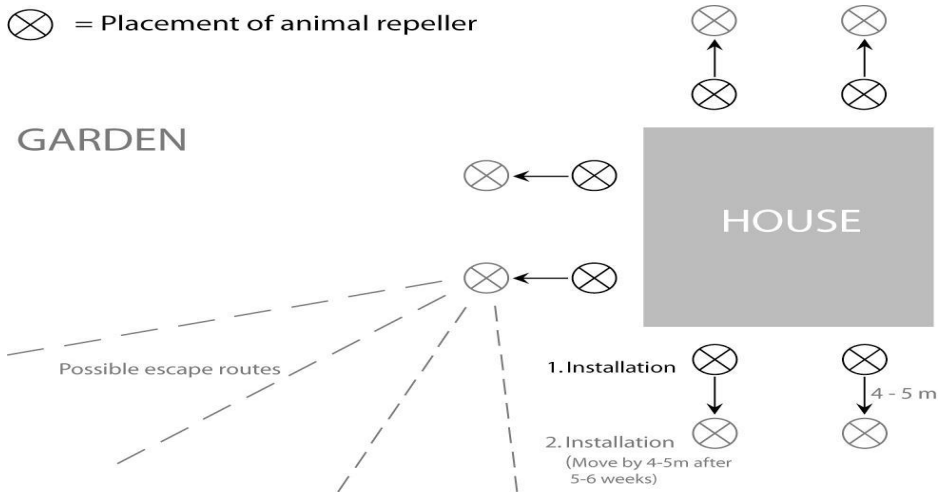 = Placement of animal repeller
GARDEN
HOUSE
Possible escape routes
1. Installation
4 - 5 m
2. Installation
(Move by 4-5m after
5-6 weeks)